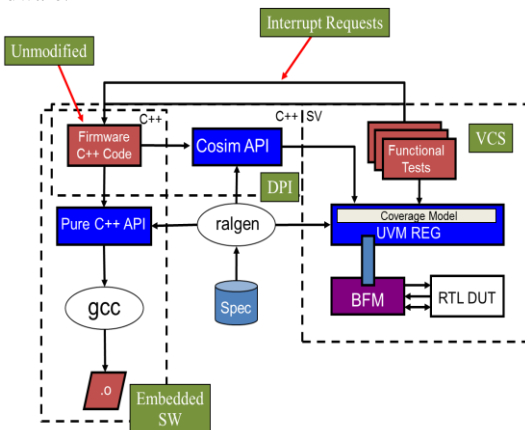 Interrupt Requests
Unmodified
C++
C++
SV
VCS
Firmware
C++ Code
Cosim API
Functional
Tests
DPI
Coverage Model
UVM REG
Pure C++ API
ralgen
gcc
Spec
BFM
RTL DUT
.o
Embedded
SW